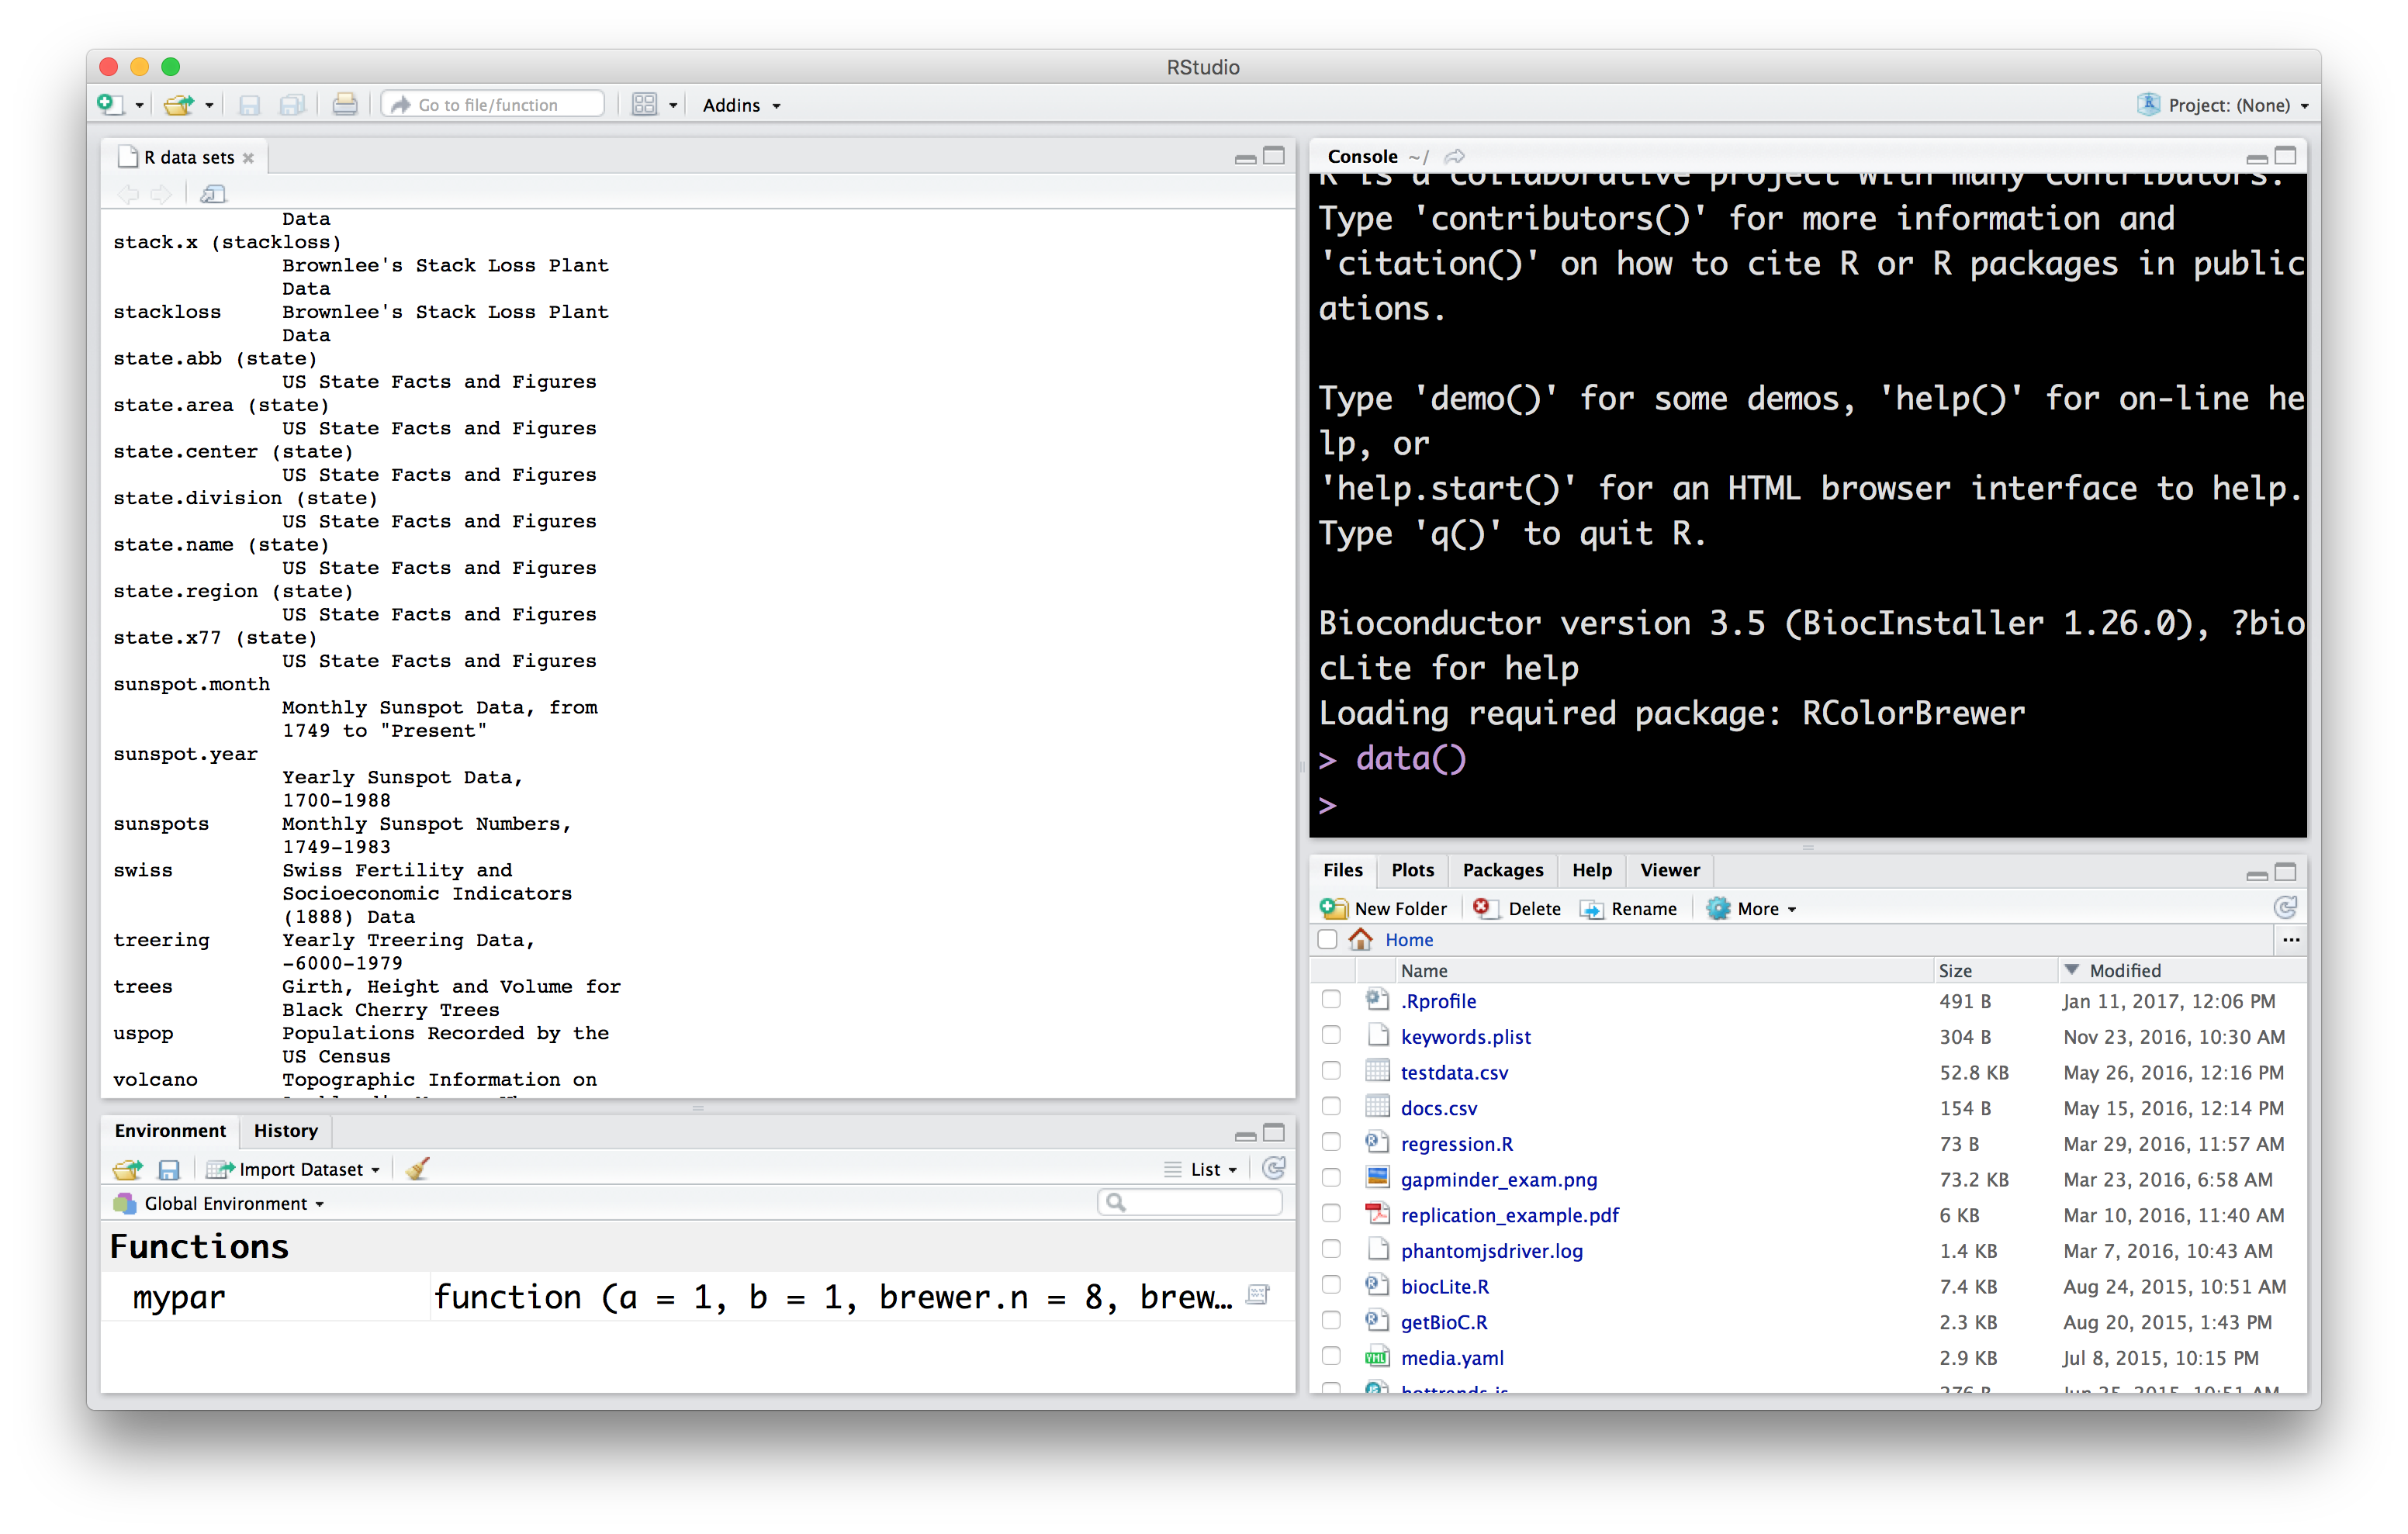 RStudio
Go to file/function
Addins
Project: (None)
R data sets
Data
stack.x (stackloss)
Brownlee's Stack Loss Plant
Data
stackloss Brownlee's Stack Loss Plant
Data
state.abb (state)
US State Facts and Figures
state.area (state)
US State Facts and Figures
state.center (state)
US State Facts and Figures
state.division (state)
US State Facts and Figures
state.name (state)
US State Facts and Figures
state.region (state)
US State Facts and Figures
state.x77 (state)
US State Facts and Figures
sunspot.month
Monthly Sunspot Data, from
1749 to "Present"
sunspot.year
Yearly Sunspot Data,
1700-1988
sunspots Monthly Sunspot Numbers,
1749-1983
swiss Swiss Fertility and
Socioeconomic Indicators
(1888) Data
treering Yearly Treering Data,
-6000-1979
trees Girth, Height and Volume for
Black Cherry Trees
uspop Populations Recorded by the
US Census
volcano Topographic Information on
Environment History
Import Dataset List
Global Environment
Functions
mypar function (a = 1, b = 1, brewer.n = 8, brew…
Console ~/
R is a collaborative project with many contributors.
Type 'contributors()' for more information and
'citation()' on how to cite R or R packages in public
ations.
Type 'demo()' for some demos, 'help()' for on-line he
lp, or
'help.start()' for an HTML browser interface to help.
Type 'q()' to quit R.
Bioconductor version 3.5 (BiocInstaller 1.26.0), ?bio
cLite for help
Loading required package: RColorBrewer
> data()
>
Files Plots Packages Help Viewer
New Folder Delete Rename More
Home ...
Name Size Modified
.Rprofile 491 B Jan 11, 2017, 12:06 PM
keywords.plist 304 B Nov 23, 2016, 10:30 AM
testdata.csv 52.8 KB May 26, 2016, 12:16 PM
docs.csv 154 B May 15, 2016, 12:14 PM
regression.R 73 B Mar 29, 2016, 11:57 AM
gapminder_exam.png 73.2 KB Mar 23, 2016, 6:58 AM
replication_example.pdf 6 KB Mar 10, 2016, 11:40 AM
phantomjsdriver.log 1.4 KB Mar 7, 2016, 10:43 AM
biocLite.R 7.4 KB Aug 24, 2015, 10:51 AM
getBioC.R 2.3 KB Aug 20, 2015, 1:43 PM
media.yaml 2.9 KB Jul 8, 2015, 10:15 PM